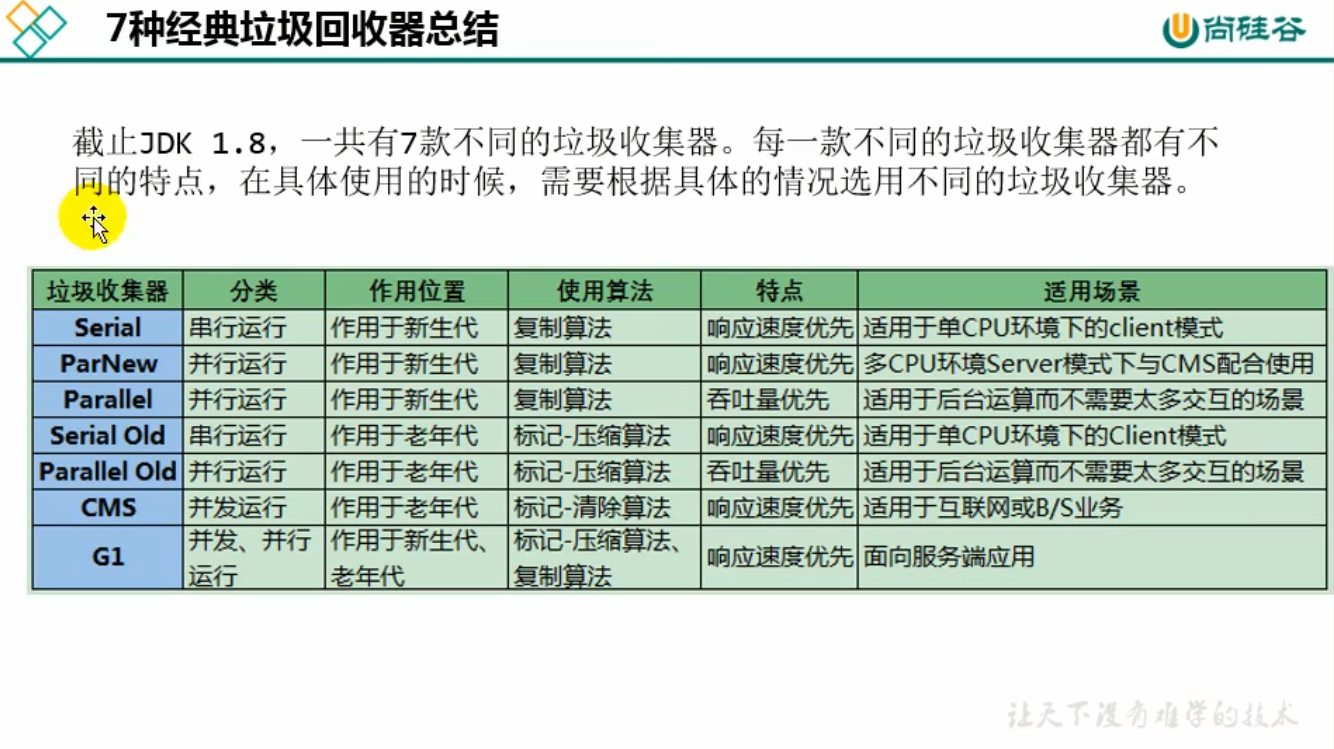 7种经典垃圾回收器总结
尚硅谷
截止JDK 1.8，一共有7款不同的垃圾收集器。每一款不同的垃圾收集器都有不
同的特点，在具体使用的时候，需要根据具体的情况选用不同的垃圾收集器。
垃圾收集器 分类 作用位置 使用算法 特点 适用场景
Serial 串行运行 作用于新生代 复制算法 响应速度优先 适用于单CPU环境下的client模式
ParNew 并行运行 作用于新生代 复制算法 响应速度优先 多CPU环境Server模式下与CMS配合使用
Parallel 并行运行 作用于新生代 复制算法 吞吐量优先 适用于后台运算而不需要太多交互的场景
Serial Old 串行运行 作用于老年代 标记-压缩算法 响应速度优先 适用于单CPU环境下的Client模式
Parallel Old 并行运行 作用于老年代 标记-压缩算法 吞吐量优先 适用于后台运算而不需要太多交互的场景
CMS 并发运行 作用于老年代 标记-清除算法 响应速度优先 适用于互联网或B/S业务
G1 并发、并行 作用于新生代、 标记-压缩算法、 响应速度优先 面向服务端应用
运行 老年代 复制算法
让天下没有难学的技术